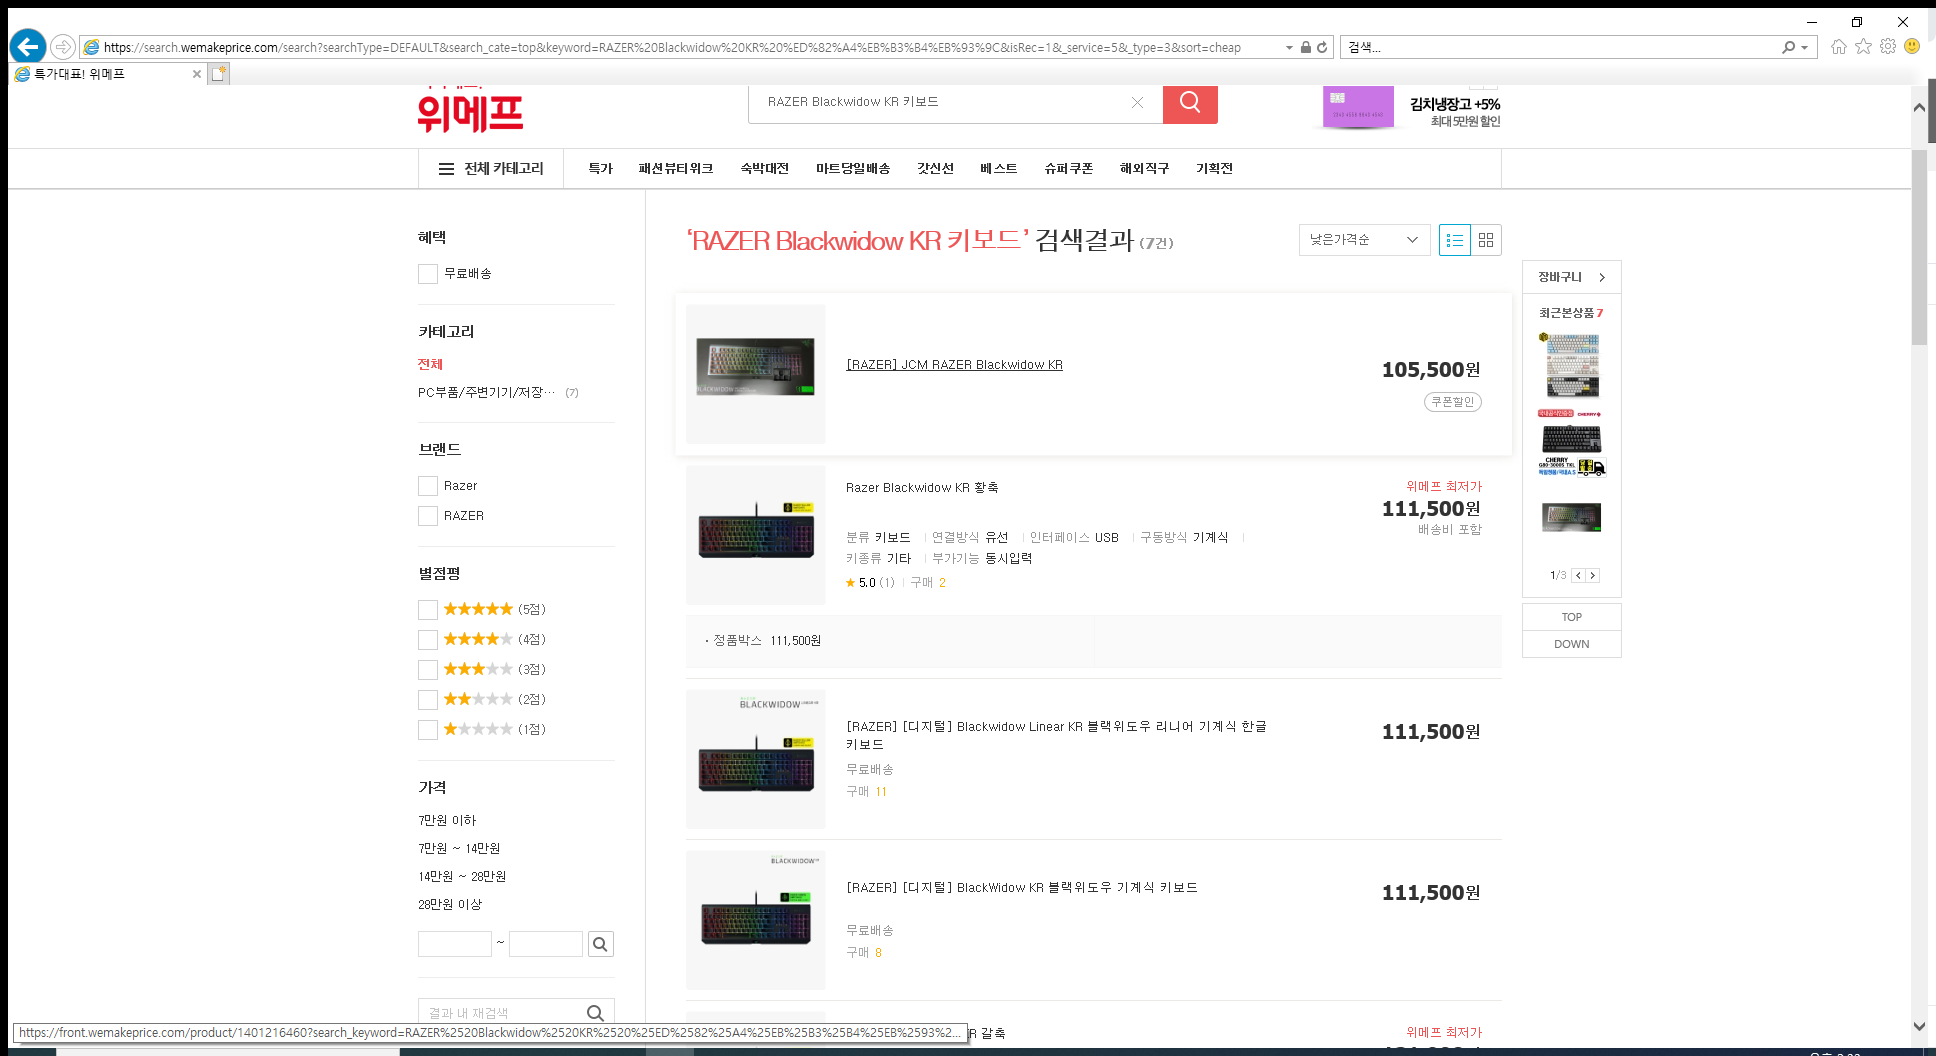 https://search.wemakeprice.com/search?searchType=DEFAULT&search_cate=top&keyword=RAZER%20Blackwidow%20KR%20%ED%82%A4%EB%B3%B4%EB%93%9C&isRec=1&_service=5&_type=3&sort=cheap
검색...
특가대표! 위메프
위메프
RAZER Blackwidow KR 키보드
김치냉장고 +5%
최대 5만원 할인
전체 카테고리
특가
패션뷰티위크
숙박대전
마트당일배송
갓신선
베스트
슈퍼쿠폰
해외직구
기획전
혜택
무료배송
카테고리
전체
PC부품/주변기기/저장… (7)
브랜드
Razer
RAZER
별점평
(5점)
(4점)
(3점)
(2점)
(1점)
가격
7만원 이하
7만원 ~ 14만원
14만원 ~ 28만원
28만원 이상
~
결과 내 재검색
‘RAZER Blackwidow KR 키보드’ 검색결과 (7건)
낮은가격순
BLACKWIDOW
[RAZER] JCM RAZER Blackwidow KR
105,500원
쿠폰할인
Razer Blackwidow KR 황축
위메프 최저가
111,500원
배송비 포함
분류 키보드 | 연결방식 유선 | 인터페이스 USB | 구동방식 기계식 |
키종류 기타 | 부가기능 동시입력
★ 5.0 (1) | 구매 2
· 정품박스 111,500원
BLACKWIDOW
[RAZER] [디지털] Blackwidow Linear KR 블랙위도우 리니어 기계식 한글
키보드
111,500원
무료배송
구매 11
BLACKWIDOW
[RAZER] [디지털] BlackWidow KR 블랙위도우 기계식 키보드
111,500원
무료배송
구매 8
R 갈축
위메프 최저가
장바구니
최근본상품 7
CHERRY
CHERRY
1/3
TOP
DOWN
https://front.wemakeprice.com/product/1401216460?search_keyword=RAZER%2520Blackwidow%2520KR%2520%25ED%2582%25A4%25EB%25B3%25B4%25EB%2593%2...